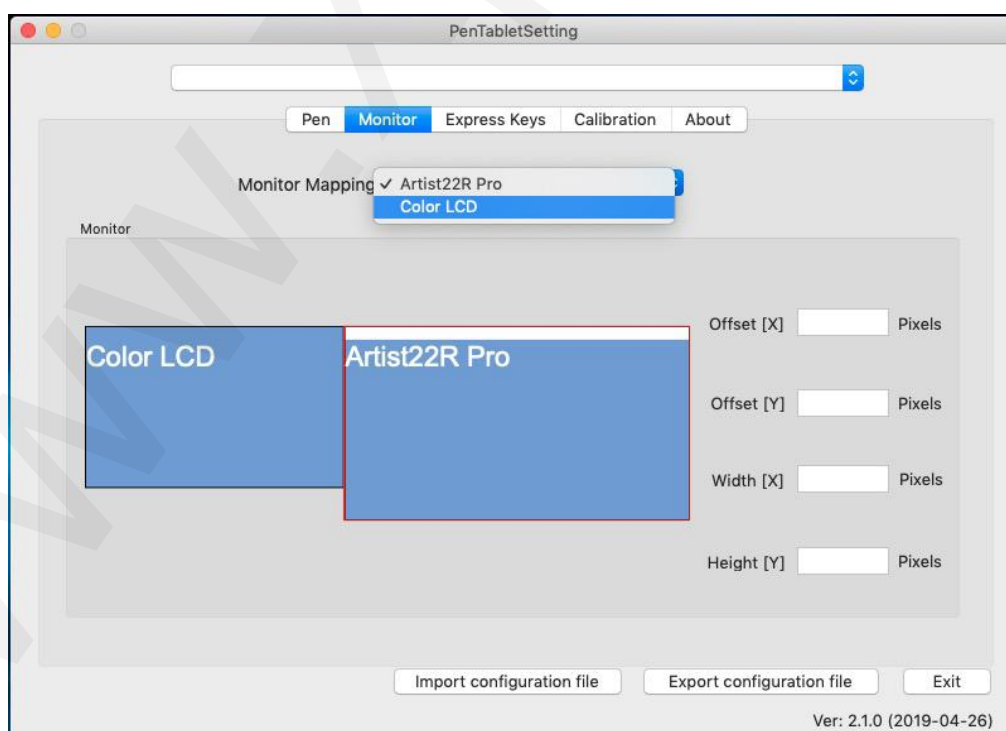 PenTabletSetting
Pen Monitor Express Keys Calibration About
Monitor Mapping ✓ Artist22R Pro
Color LCD
Monitor
Offset [X] Pixels
Color LCD Artist22R Pro
Offset [Y] Pixels
Width [X] Pixels
Height [Y] Pixels
Import configuration file Export configuration file Exit
Ver: 2.1.0 (2019-04-26)